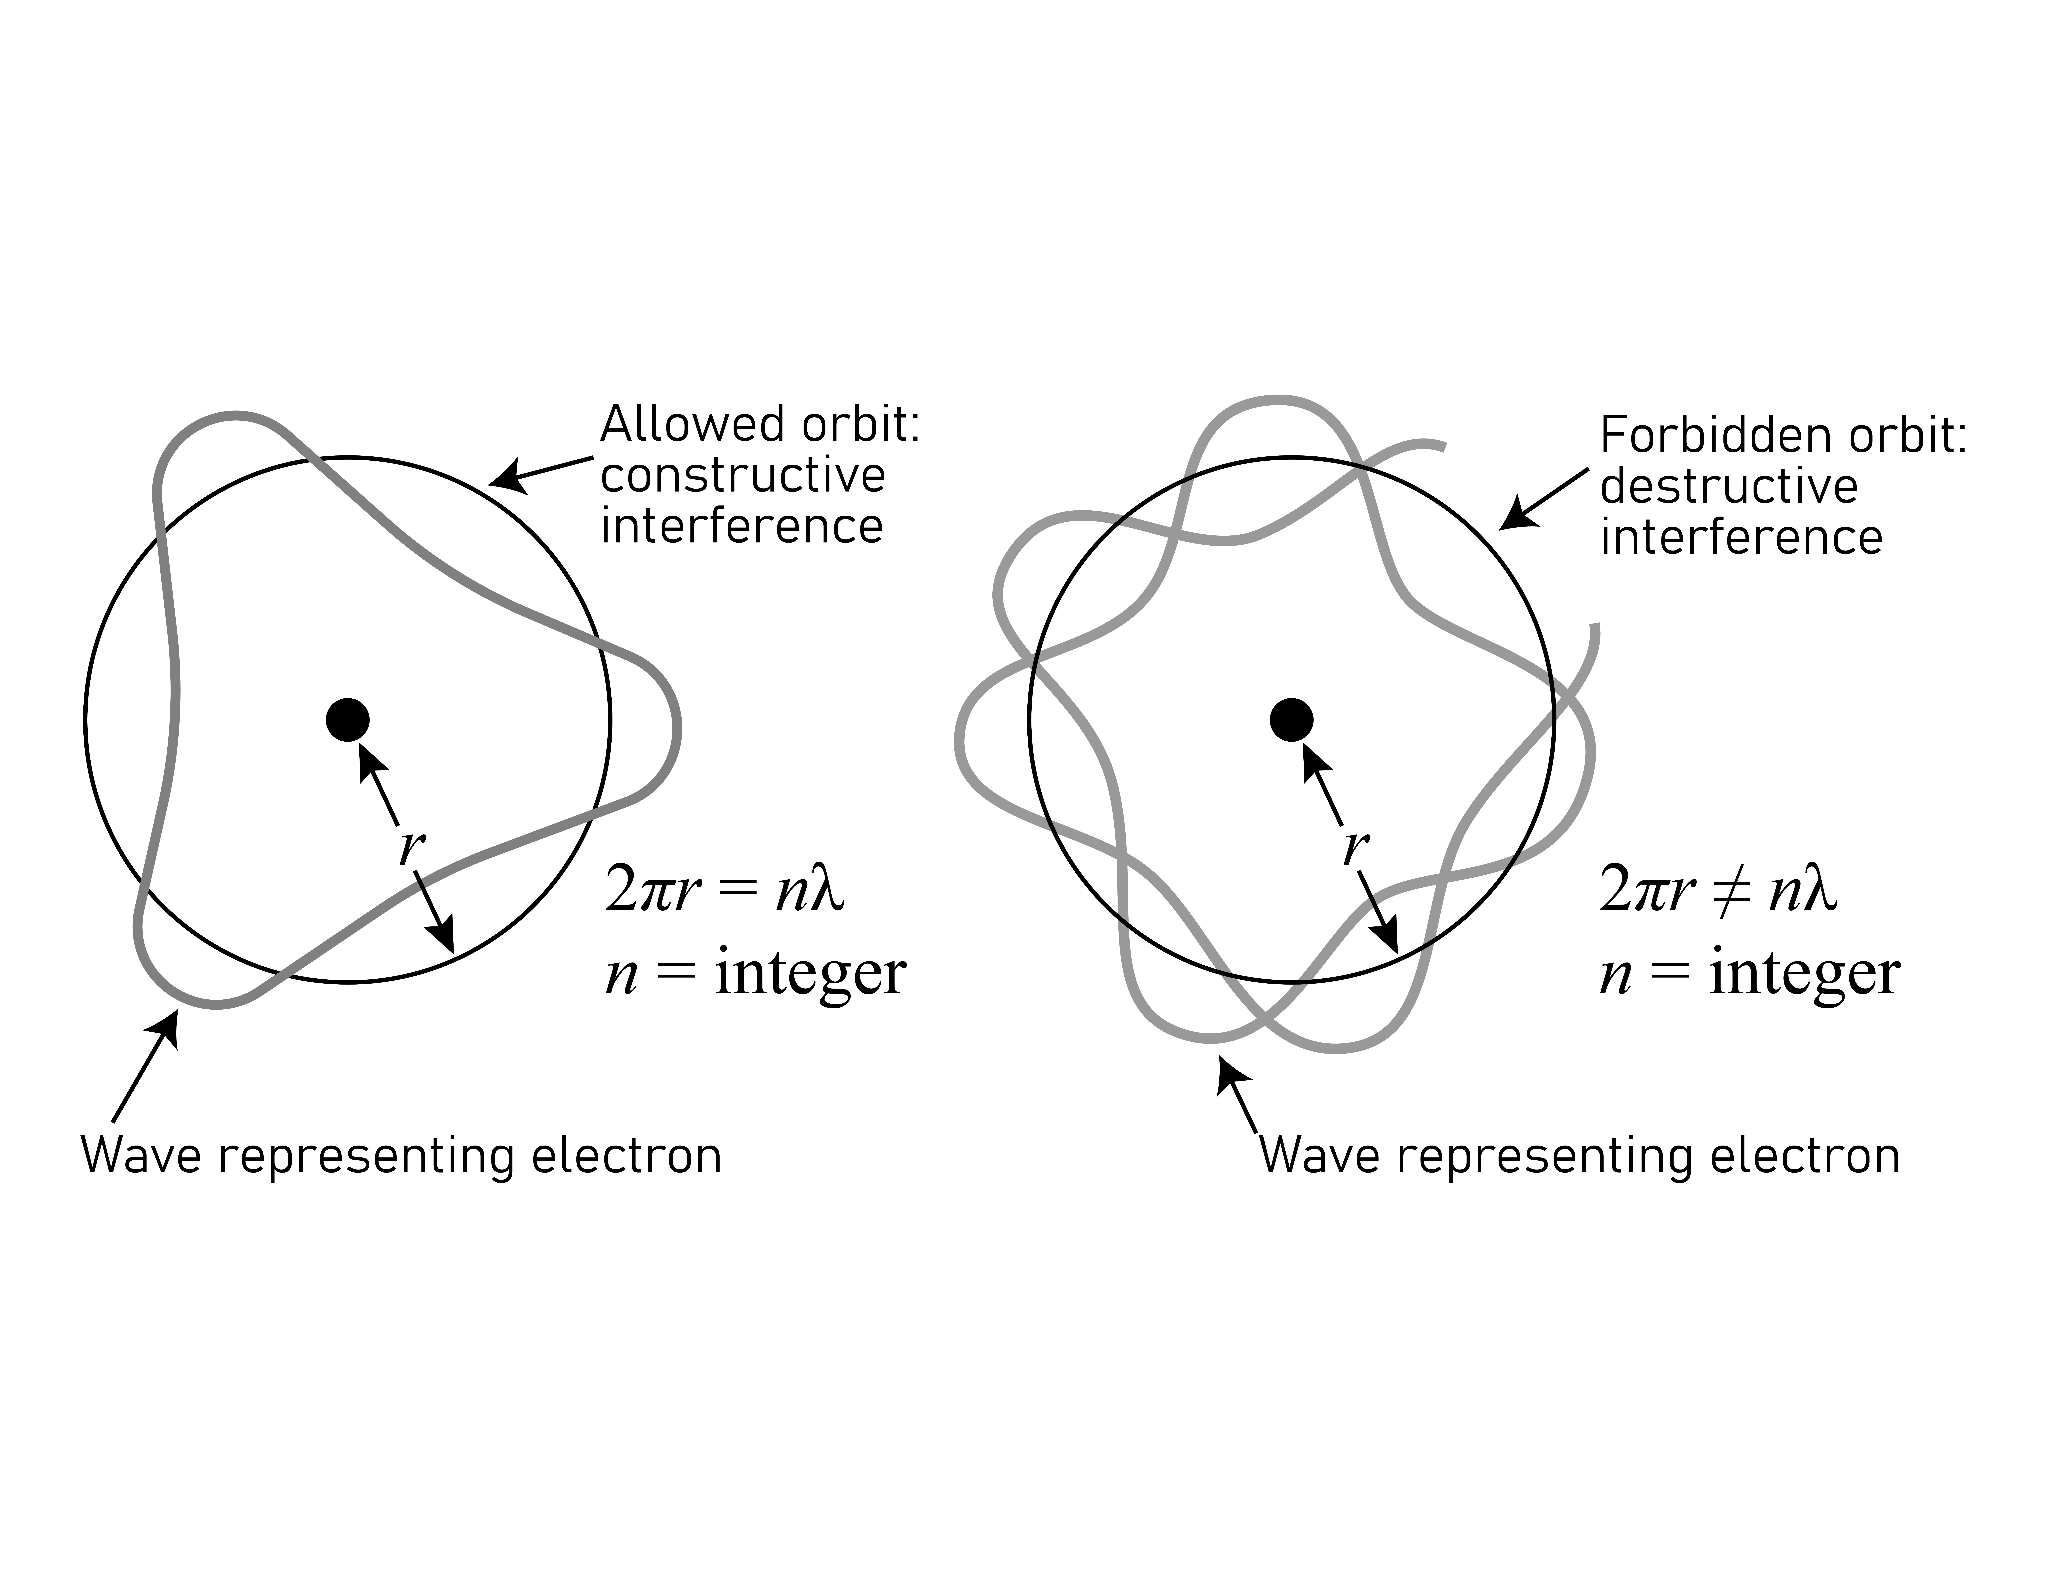 Allowed orbit:
constructive
interference
r
2πr = nλ
n = integer
Wave representing electron
Forbidden orbit:
destructive
interference
r
2πr ≠ nλ
n = integer
Wave representing electron